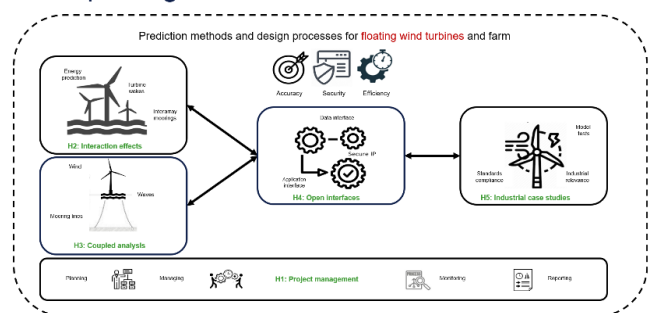 Prediction methods and design processes for floating wind turbines and farm
Accuracy
Security
Efficiency
Energy
prediction
Turbine
wakes
Interarray
moorings
H2: Interaction effects
Wind
Waves
Mooring lines
H3: Coupled analysis
Data interface
Secure IP
Application
interface
H4: Open interfaces
Model
tests
Standards
compliance
Industrial
relevance
H5: Industrial case studies
Planning
Managing
H1: Project management
Monitoring
Reporting